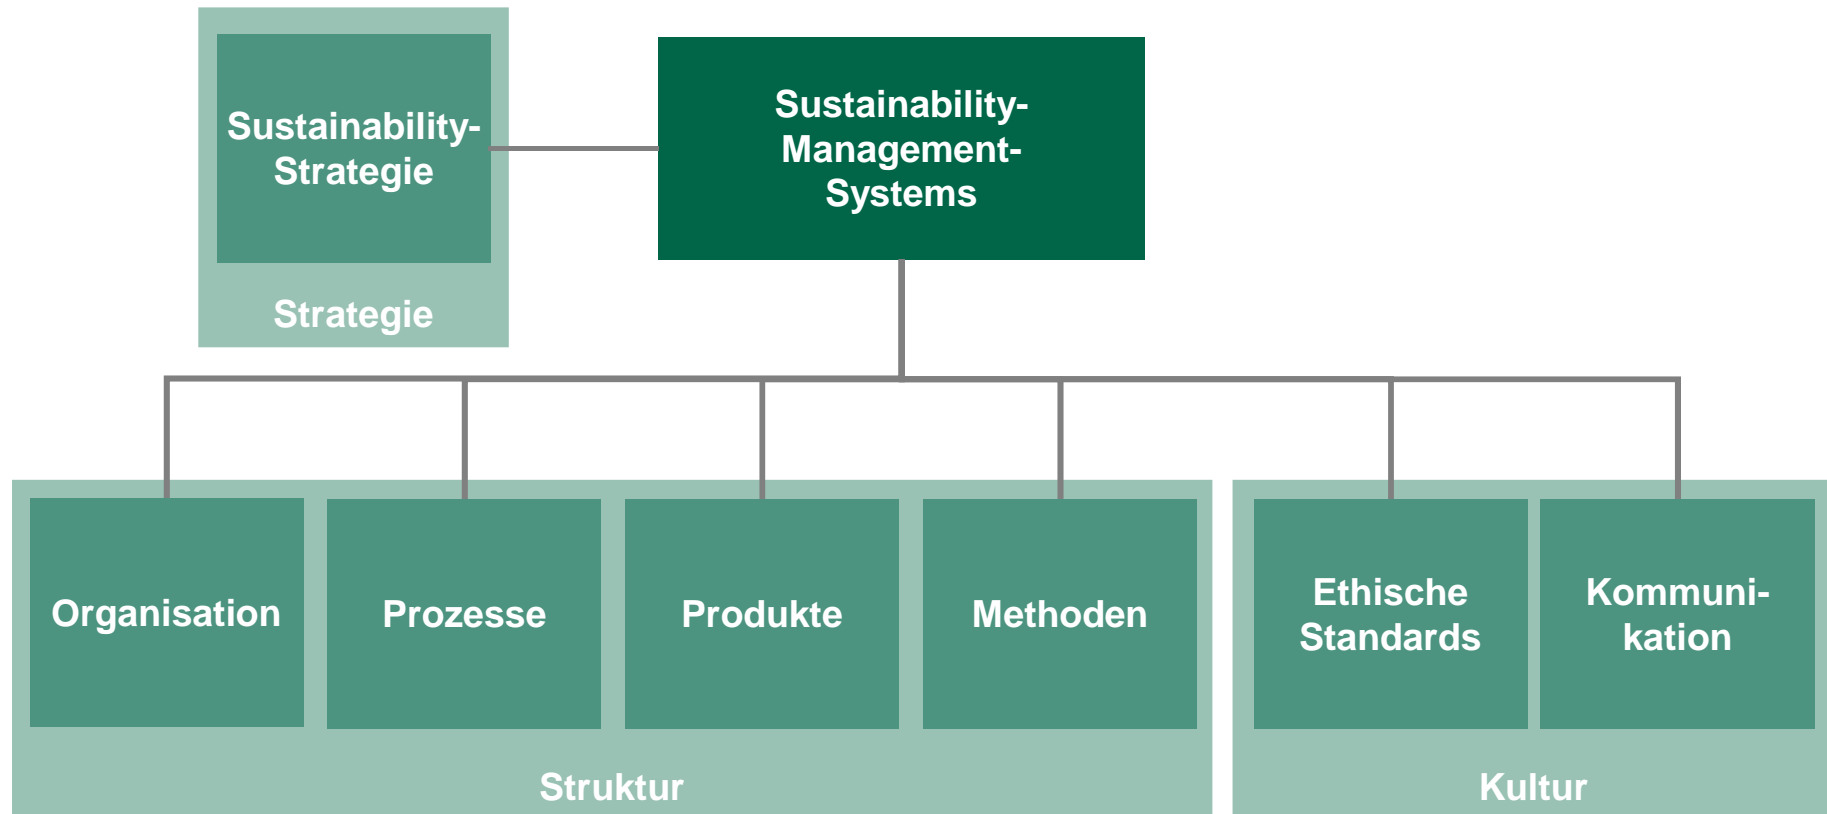 Sustainability-
Strategie
Strategie
Sustainability-
Management-
Systems
Organisation
Prozesse
Produkte
Methoden
Struktur
Ethische
Standards
Kommuni-
kation
Kultur